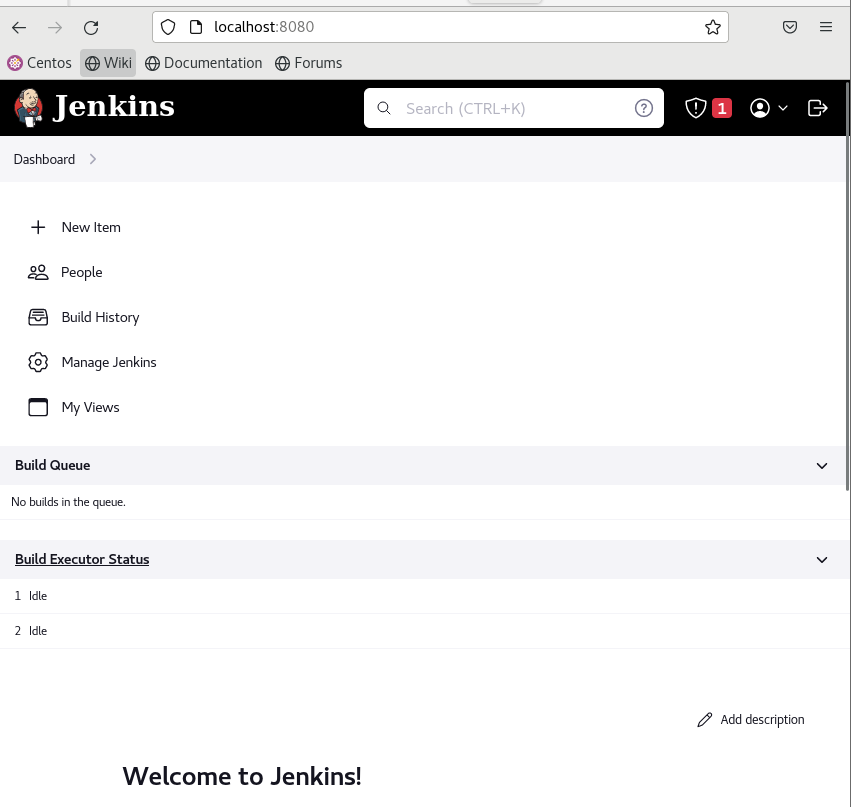 localhost:8080
Centos Wiki Documentation Forums
Jenkins Search (CTRL+K) 1
Dashboard
New Item
People
Build History
Manage Jenkins
My Views
Build Queue
No builds in the queue.
Build Executor Status
1 Idle
2 Idle
Add description
Welcome to Jenkins!